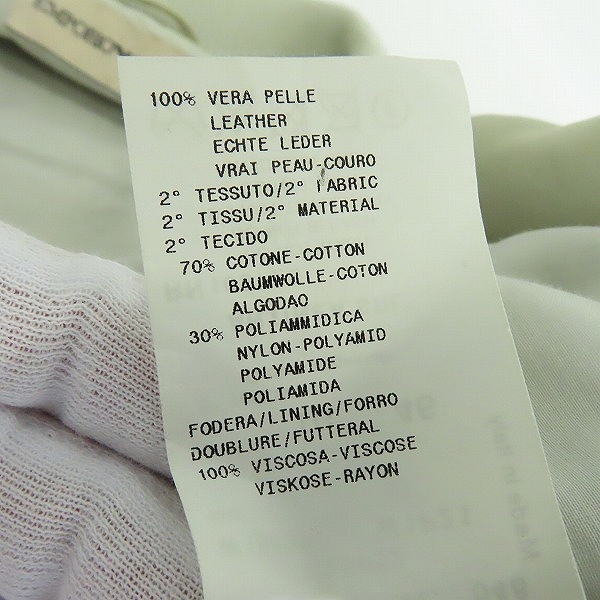 100% VERA PELLE
LEATHER
ECHTE LEDER
VRAI PEAU-COURO
2° TESSUTO/2° FABRIC
2° TISSU/2° MATERIAL
2° TECIDO
70% COTONE-COTTON
BAUMWOLLE-COTON
ALGODAO
30% POLIAMMIDICA
NYLON-POLYAMID
POLYAMIDE
POLIAMIDA
FODERA/LINING/FORRO
DOUBLURE/FUTTERAL
100% VISCOSA-VISCOSE
VISKOSE-RAYON